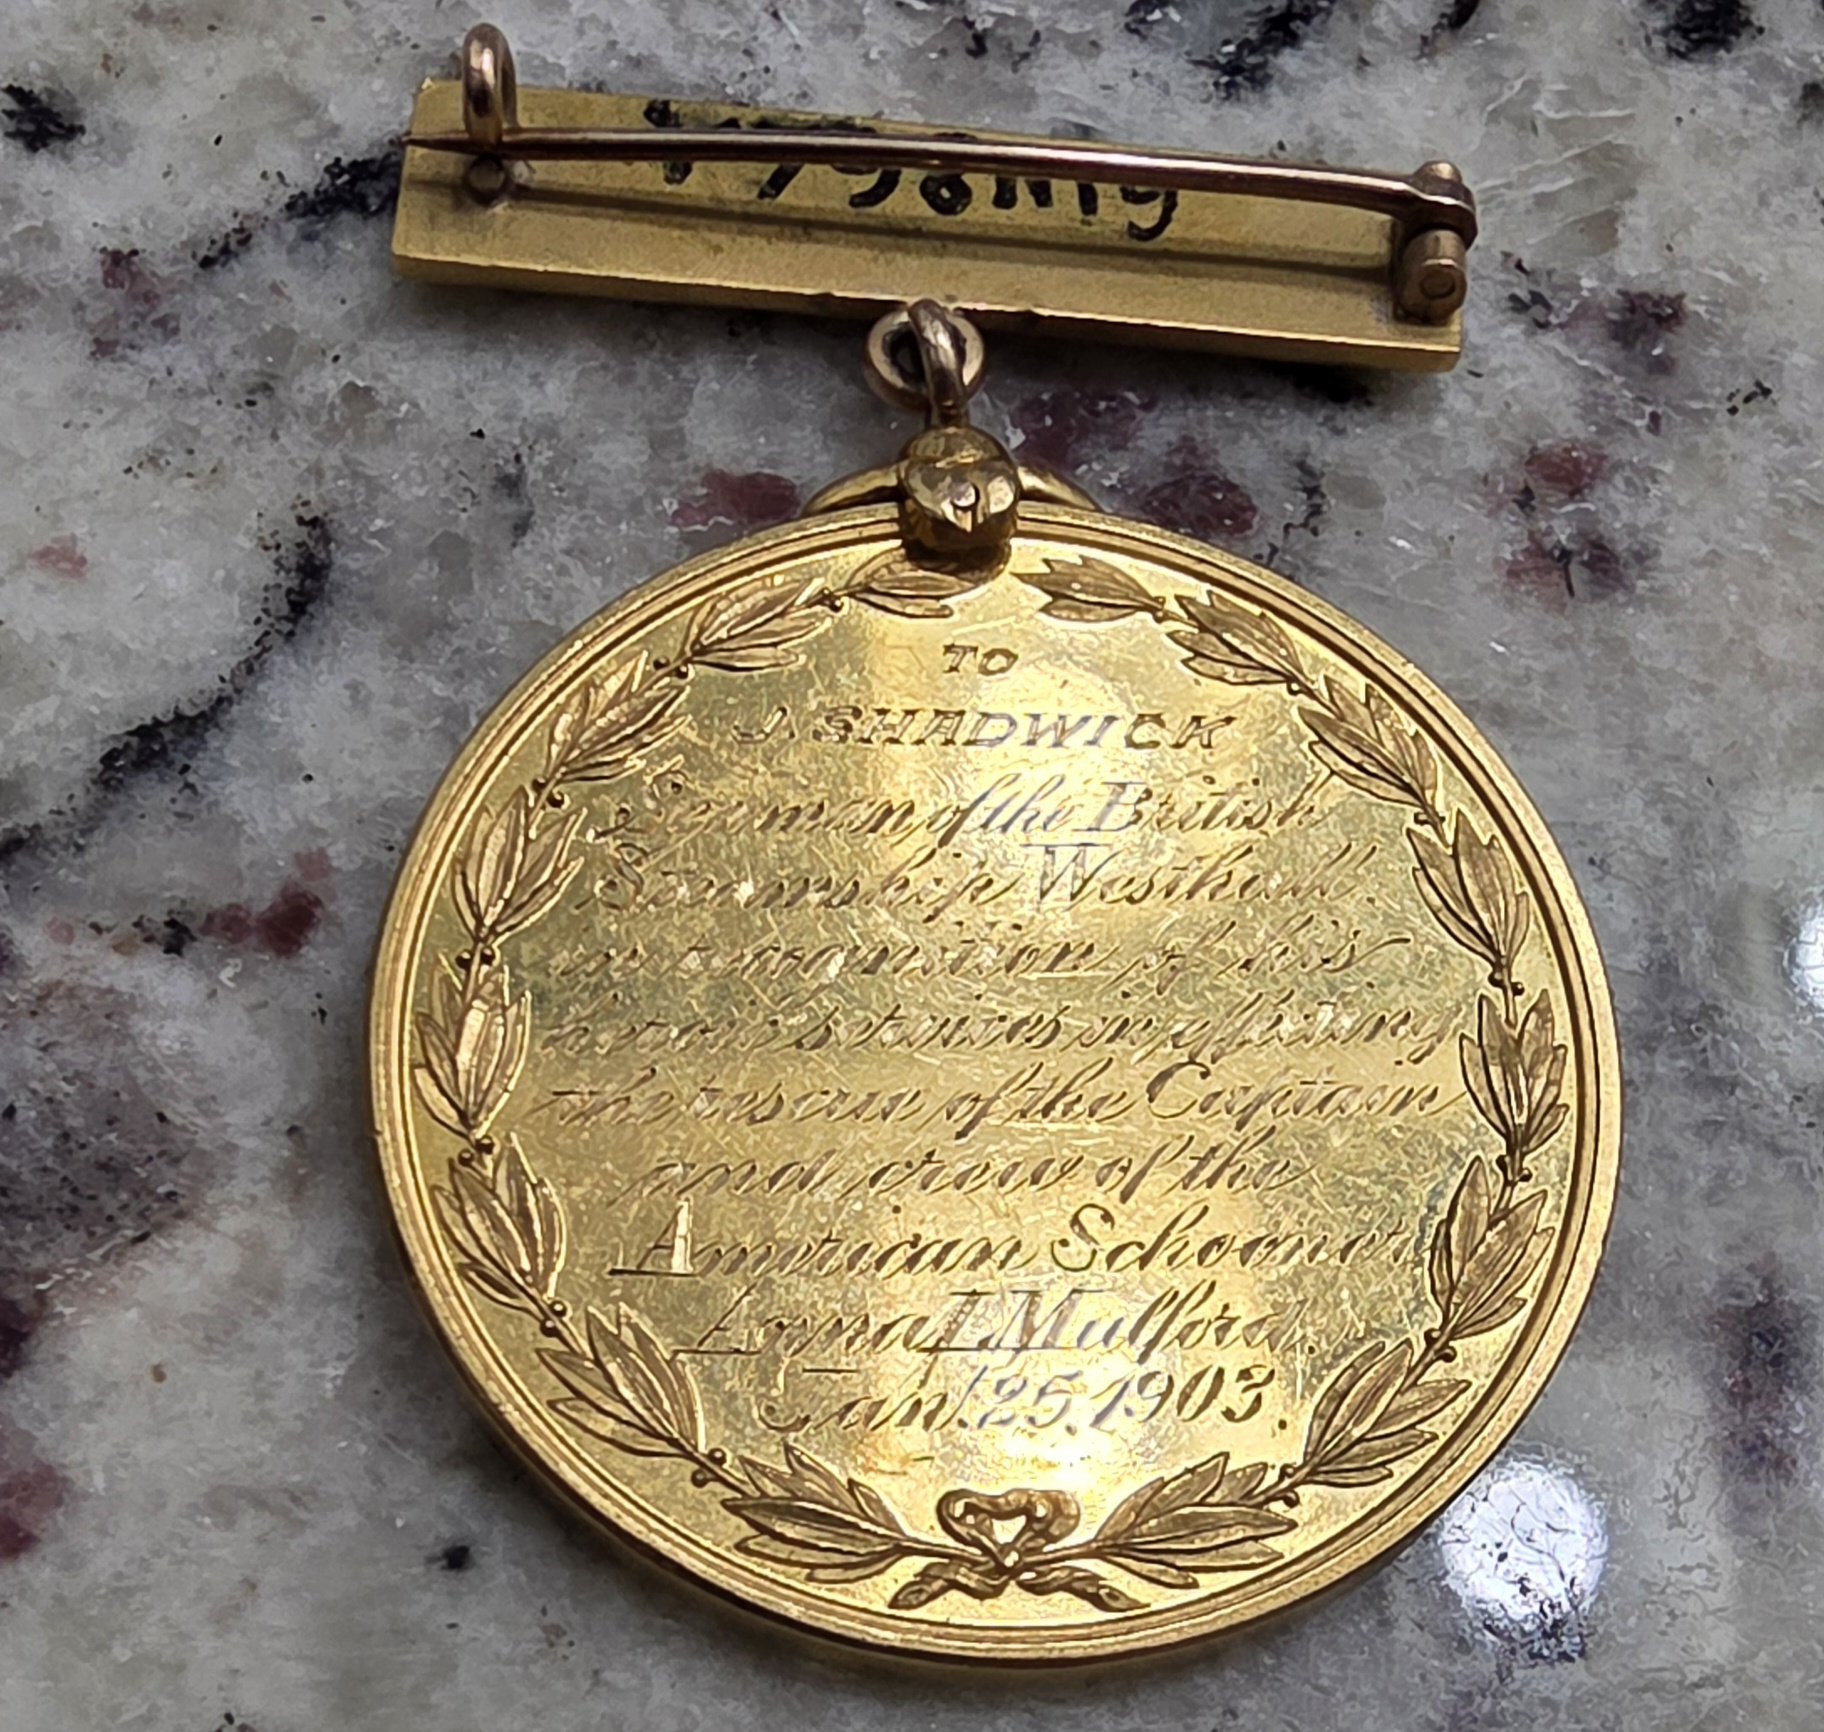 TO
J. SHADWICK
Seaman of the British
Steamship Westhall
in recognition of his
heroic services in effecting
the rescue of the Captain
and crew of the
American Schooner
Anna L Mulford.
Jan. 25, 1903.